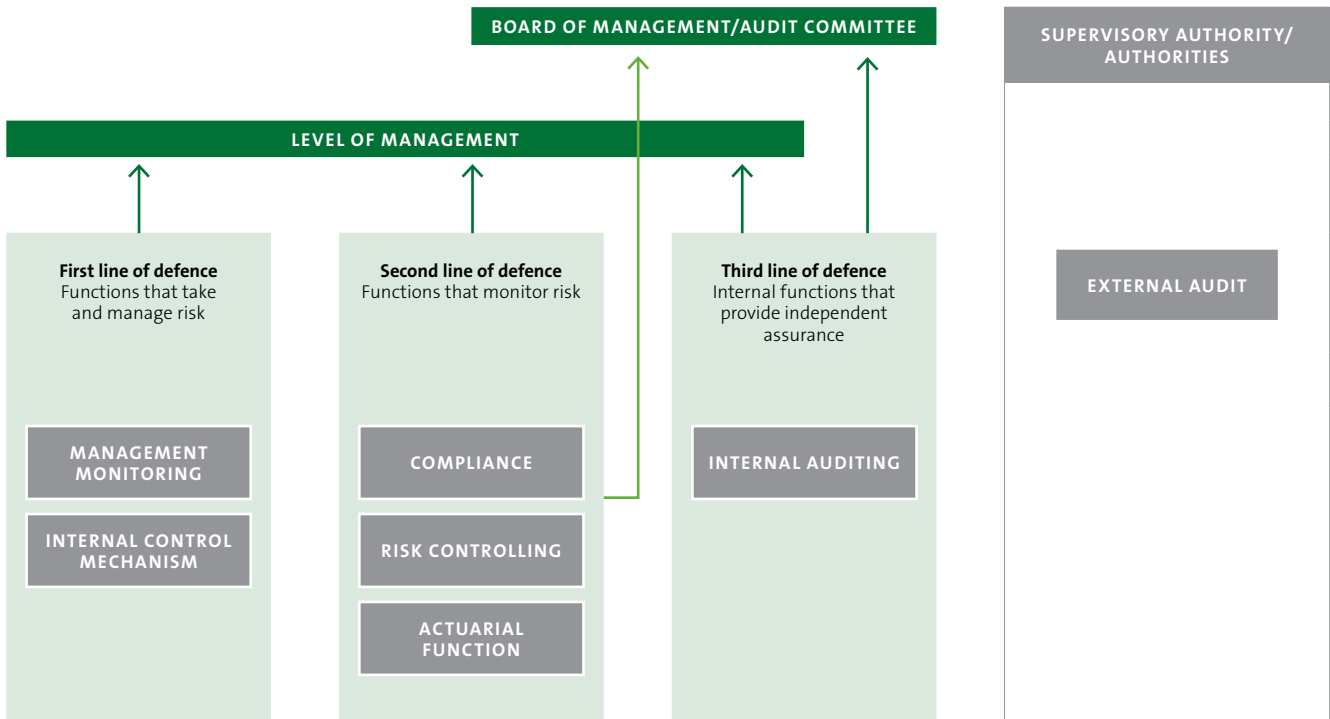 BOARD OF MANAGEMENT/AUDIT COMMITTEE
SUPERVISORY AUTHORITY/
AUTHORITIES
LEVEL OF MANAGEMENT
First line of defence
Functions that take
and manage risk
MANAGEMENT
MONITORING
INTERNAL CONTROL
MECHANISM
Second line of defence
Functions that monitor risk
COMPLIANCE
RISK CONTROLLING
ACTUARIAL
FUNCTION
Third line of defence
Internal functions that
provide independent
assurance
INTERNAL AUDITING
EXTERNAL AUDIT